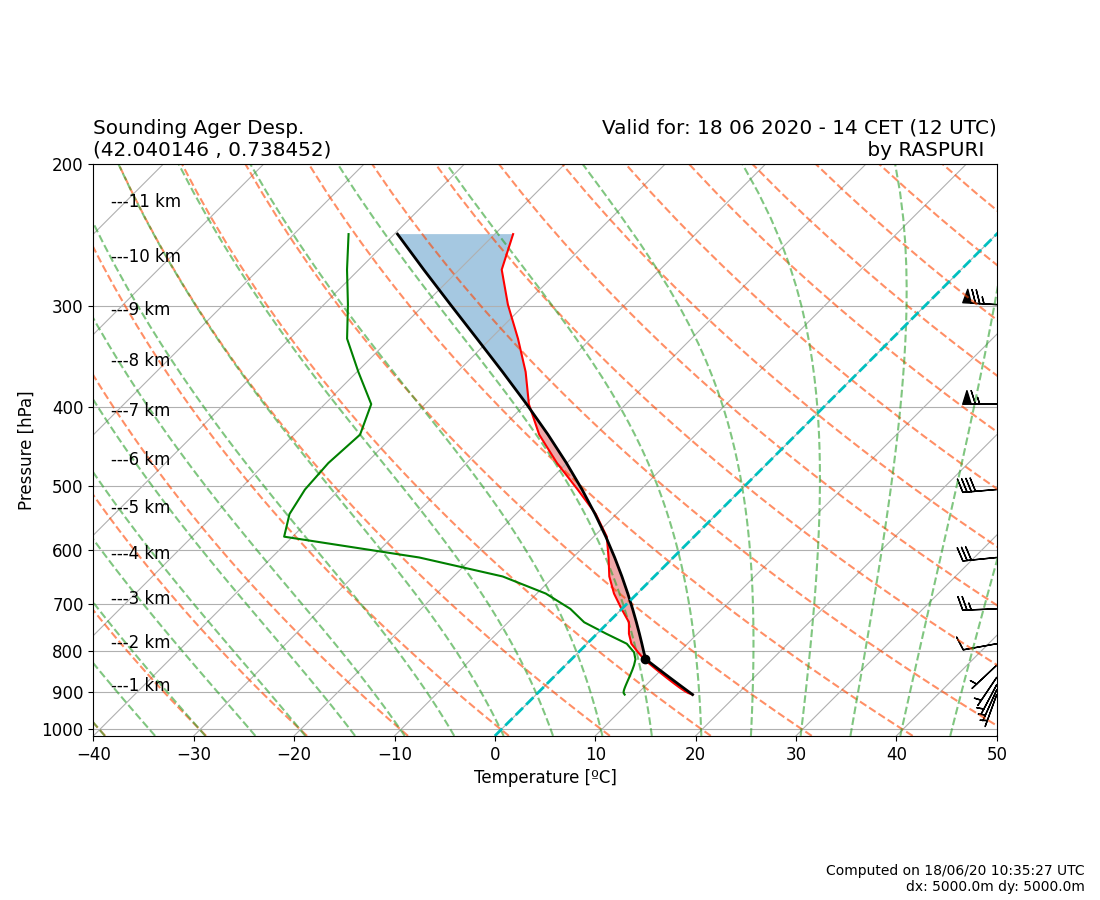 Sounding Ager Desp.
(42.040146 , 0.738452)
Valid for: 18 06 2020 - 14 CET (12 UTC)
by RASPURI
200
300
400
500
600
700
800
900
1000
Pressure [hPa]
---11 km
---10 km
---9 km
---8 km
---7 km
---6 km
---5 km
---4 km
---3 km
---2 km
---1 km
−40 −30 −20 −10 0 10 20 30 40 50
Temperature [ºC]
Computed on 18/06/20 10:35:27 UTC
dx: 5000.0m dy: 5000.0m